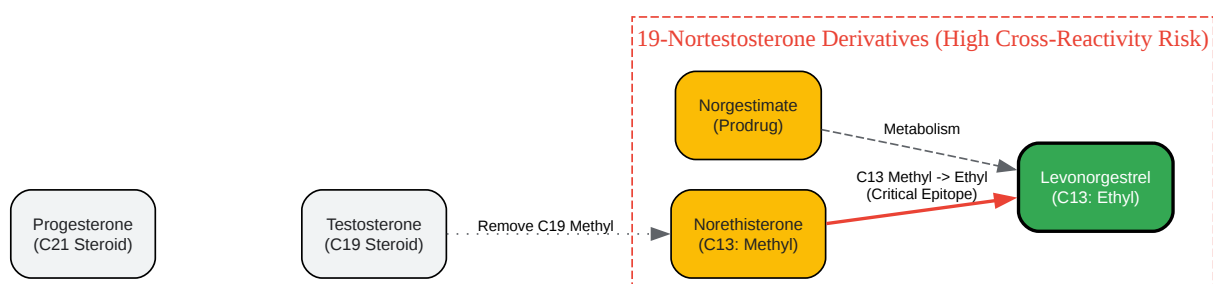 19-Nortestosterone Derivatives (High Cross-Reactivity Risk)
Norgestimate
(Prodrug)
Metabolism
C13 Methyl -> Ethyl
(Critical Epitope)
Levonorgestrel
(C13: Ethyl)
Progesterone
(C21 Steroid)
Testosterone
(C19 Steroid)
Remove C19 Methyl
Norethisterone
(C13: Methyl)